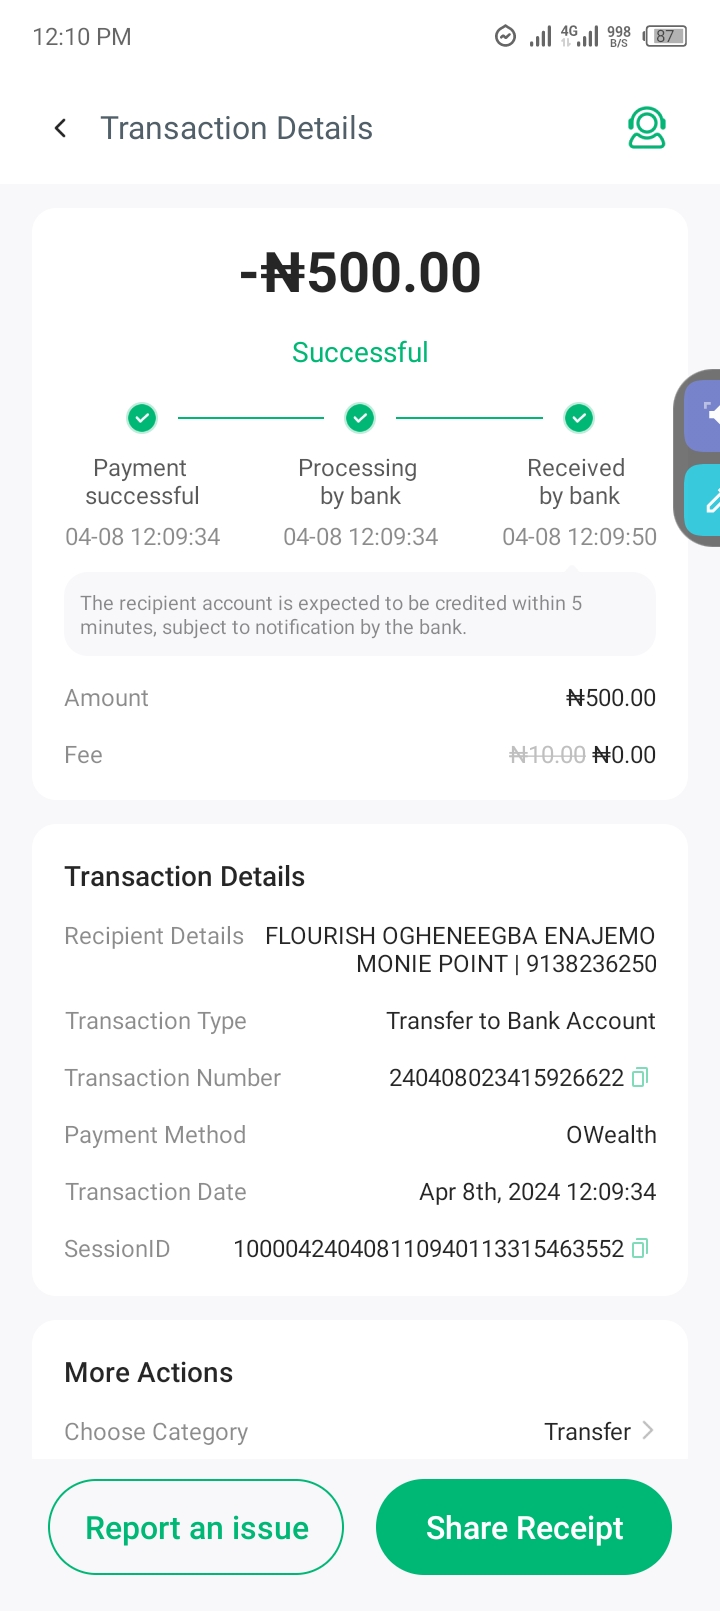 12:10 PM
4G 998 B/S 87
Transaction Details
-₦500.00
Successful
Payment successful
Processing by bank
Received by bank
04-08 12:09:34
04-08 12:09:34
04-08 12:09:50
The recipient account is expected to be credited within 5
minutes, subject to notification by the bank.
Amount ₦500.00
Fee ₦10.00 ₦0.00
Transaction Details
Recipient Details FLOURISH OGHENEEGBA ENAJEMO
MONIE POINT | 9138236250
Transaction Type Transfer to Bank Account
Transaction Number 240408023415926622
Payment Method OWealth
Transaction Date Apr 8th, 2024 12:09:34
SessionID 100004240408110940113315463552
More Actions
Choose Category Transfer
Report an issue
Share Receipt